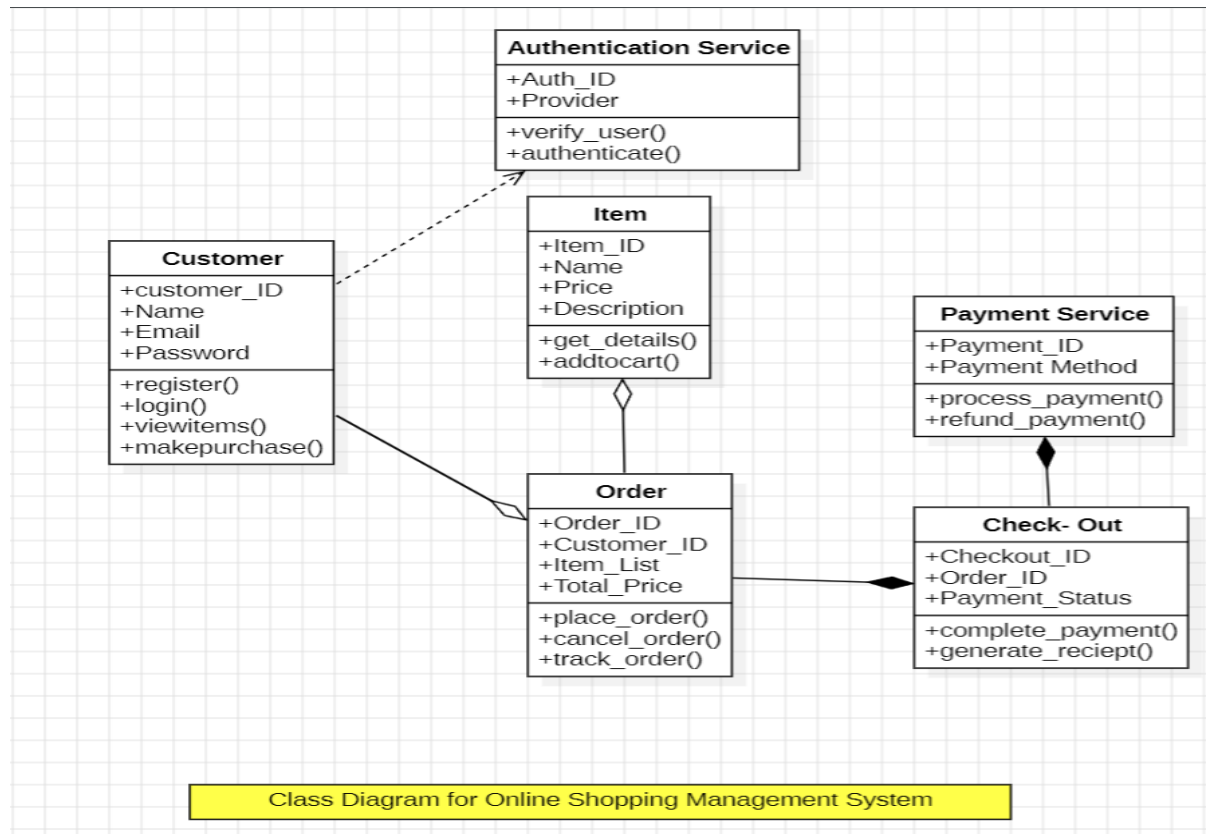 Authentication Service
+Auth_ID
+Provider
+verify_user()
+authenticate()
Item
+Item_ID
+Name
+Price
+Description
+get_details()
+addtocart()
Customer
+customer_ID
+Name
+Email
+Password
+register()
+login()
+viewitems()
+makepurchase()
Payment Service
+Payment_ID
+Payment Method
+process_payment()
+refund_payment()
Order
+Order_ID
+Customer_ID
+Item_List
+Total_Price
+place_order()
+cancel_order()
+track_order()
Check- Out
+Checkout_ID
+Order_ID
+Payment_Status
+complete_payment()
+generate_reciept()
Class Diagram for Online Shopping Management System